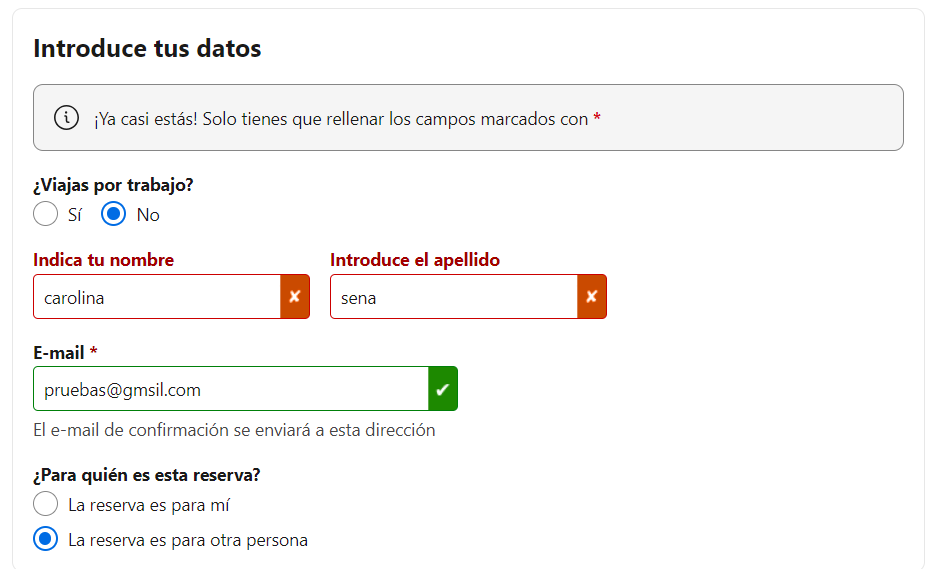 Introduce tus datos
¡Ya casi estás! Solo tienes que rellenar los campos marcados con *
¿Viajas por trabajo?
Sí No
Indica tu nombre Introduce el apellido
carolina sena
E-mail *
pruebas@gmsil.com
El e-mail de confirmación se enviará a esta dirección
¿Para quién es esta reserva?
La reserva es para mí
La reserva es para otra persona